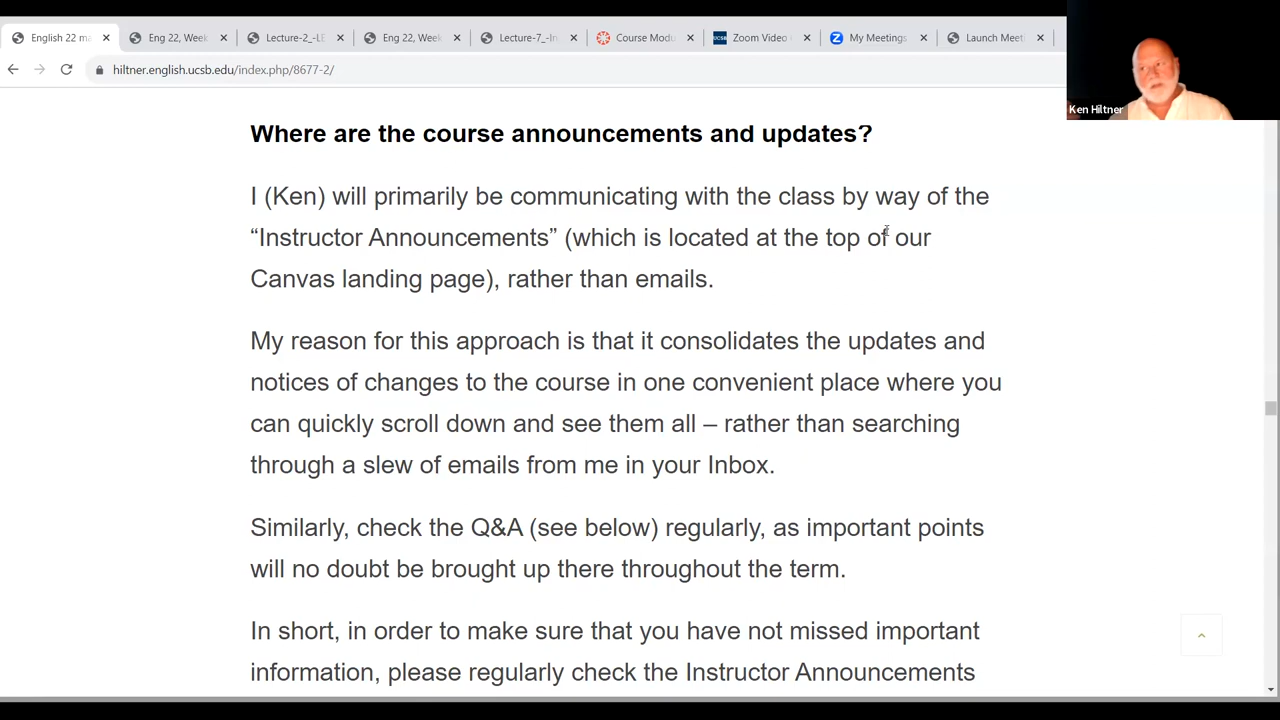 English 22 ma
Eng 22, Week
Lecture-2_-LE
Eng 22, Week
Lecture-7_-In
Course Modu
UCSB
Zoom Video
My Meetings
Launch Meeti
hiltner.english.ucsb.edu/index.php/8677-2/
Ken Hiltner
Where are the course announcements and updates?
I (Ken) will primarily be communicating with the class by way of the
“Instructor Announcements” (which is located at the top of our
Canvas landing page), rather than emails.
My reason for this approach is that it consolidates the updates and
notices of changes to the course in one convenient place where you
can quickly scroll down and see them all – rather than searching
through a slew of emails from me in your Inbox.
Similarly, check the Q&A (see below) regularly, as important points
will no doubt be brought up there throughout the term.
In short, in order to make sure that you have not missed important
information, please regularly check the Instructor Announcements